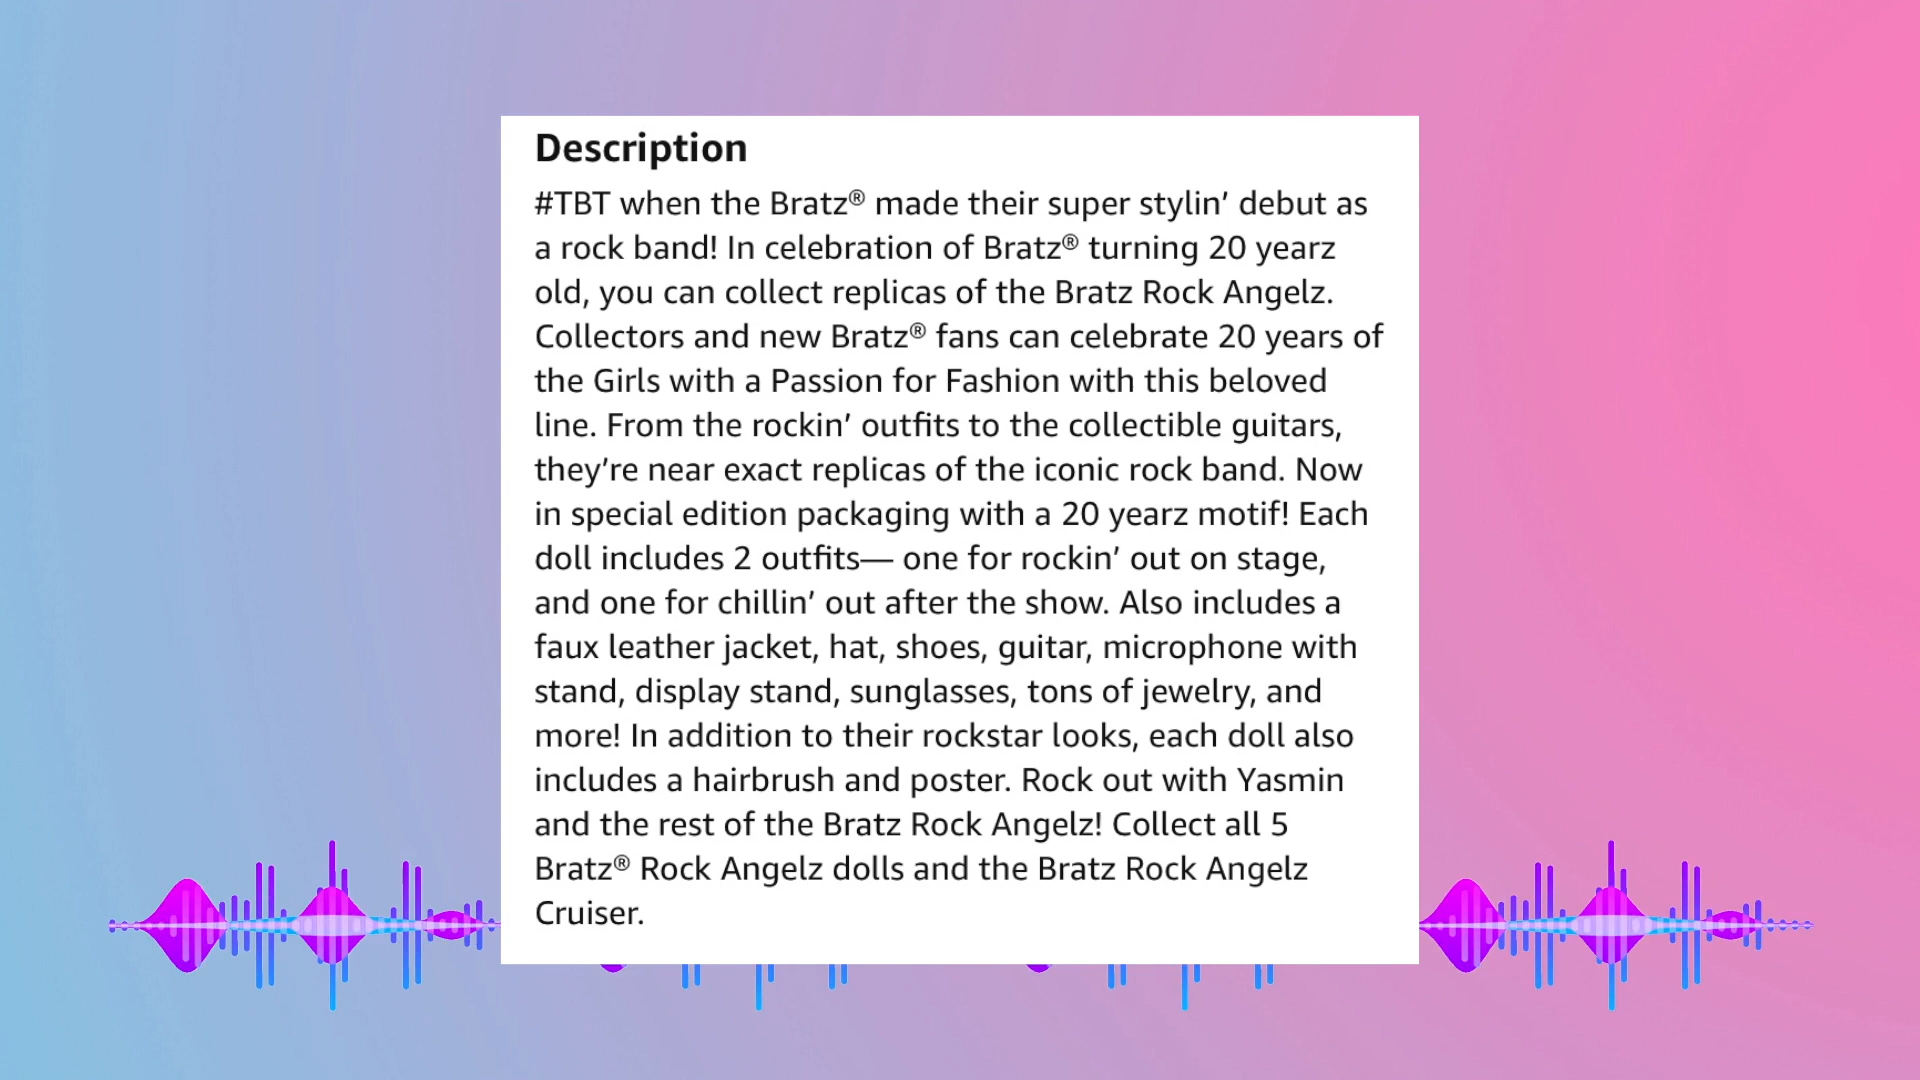 Description
#TBT when the Bratz® made their super stylin’ debut as
a rock band! In celebration of Bratz® turning 20 yearz
old, you can collect replicas of the Bratz Rock Angelz.
Collectors and new Bratz® fans can celebrate 20 years of
the Girls with a Passion for Fashion with this beloved
line. From the rockin’ outfits to the collectible guitars,
they’re near exact replicas of the iconic rock band. Now
in special edition packaging with a 20 yearz motif! Each
doll includes 2 outfits— one for rockin’ out on stage,
and one for chillin’ out after the show. Also includes a
faux leather jacket, hat, shoes, guitar, microphone with
stand, display stand, sunglasses, tons of jewelry, and
more! In addition to their rockstar looks, each doll also
includes a hairbrush and poster. Rock out with Yasmin
and the rest of the Bratz Rock Angelz! Collect all 5
Bratz® Rock Angelz dolls and the Bratz Rock Angelz
Cruiser.